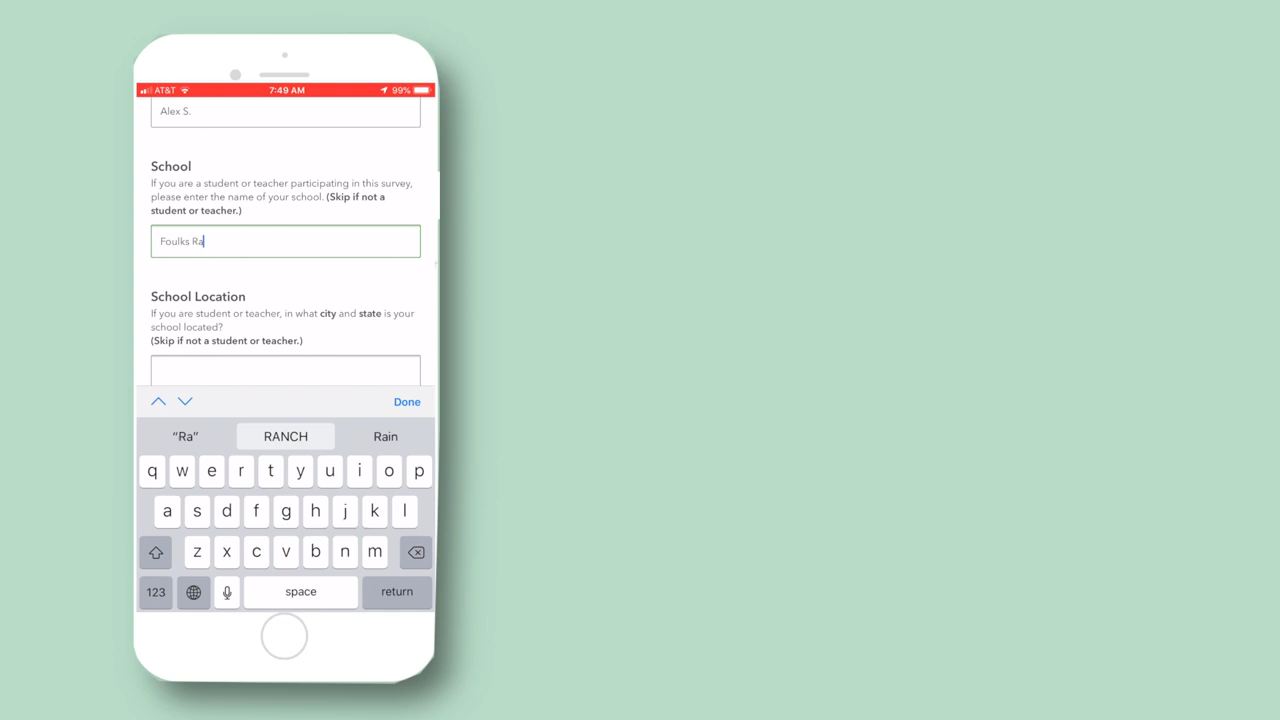 AT&T
7:49 AM
99%
Alex S.
School
If you are a student or teacher participating in this survey,
please enter the name of your school. (Skip if not a
student or teacher.)
Foulks Ra
School Location
If you are student or teacher, in what city and state is your
school located?
(Skip if not a student or teacher.)
Done
“Ra” RANCH Rain
q w e r t y u i o p
a s d f g h j k l
z x c v b n m
123 space return